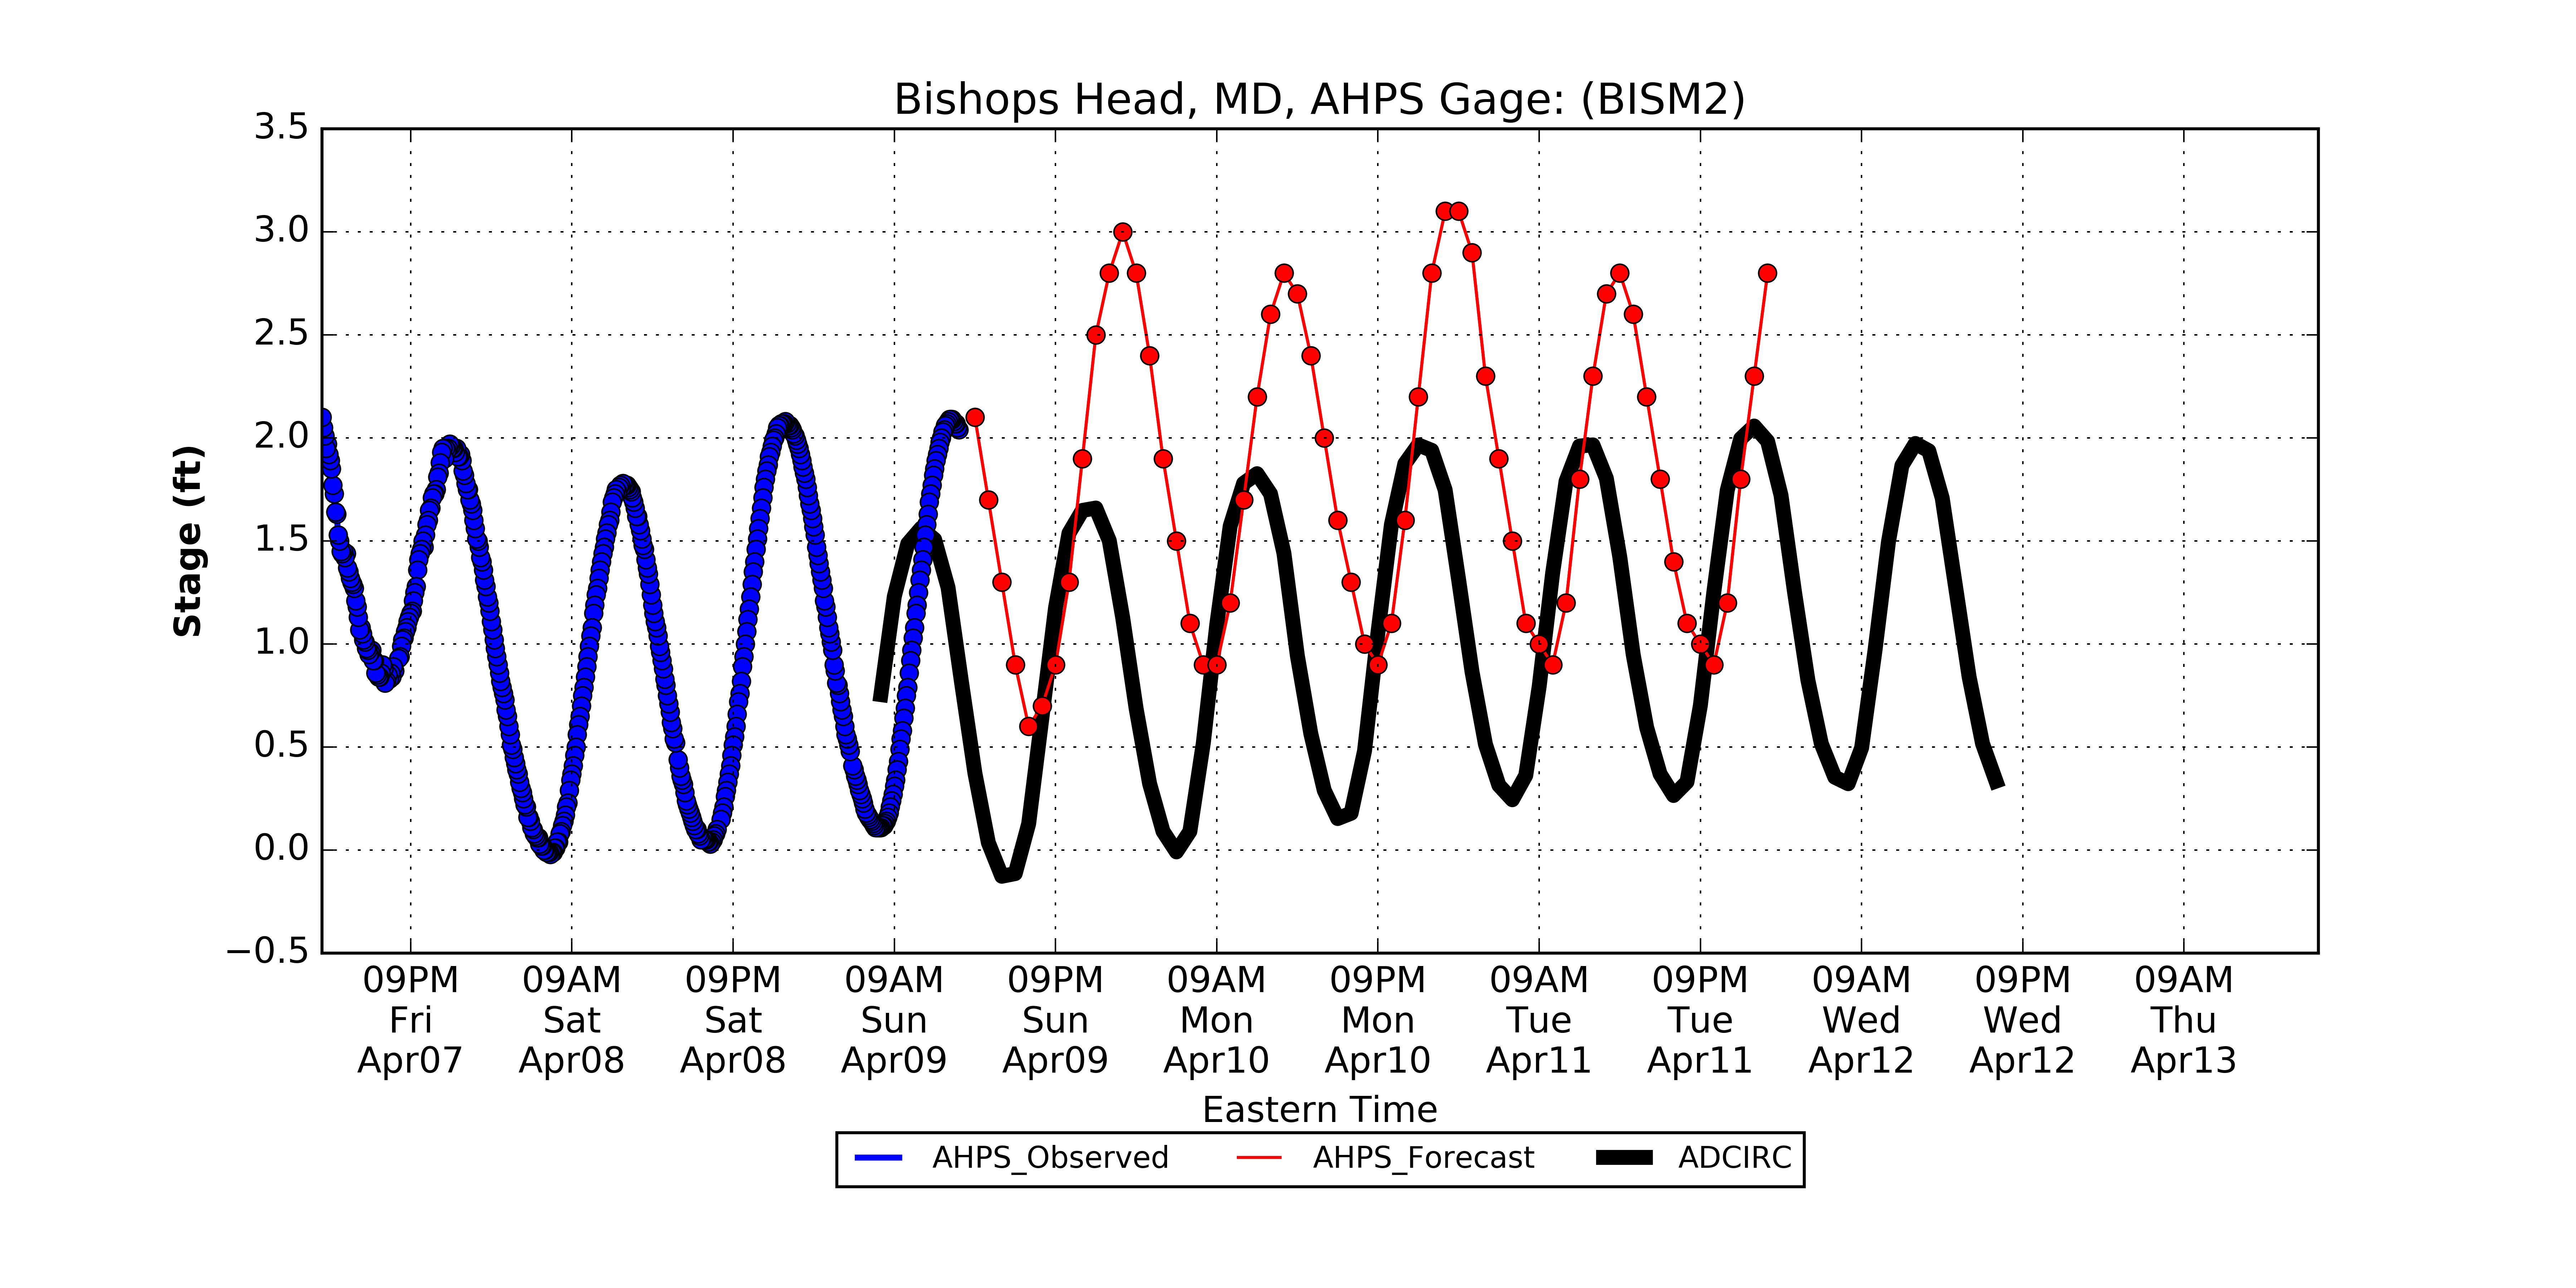 Bishops Head, MD, AHPS Gage: (BISM2)
3.5
3.0
2.5
2.0
1.5
1.0
0.5
0.0
−0.5
Stage (ft)
09PM 09AM 09PM 09AM 09PM 09AM 09PM 09AM 09PM 09AM 09PM 09AM
Fri Sat Sat Sun Sun Mon Mon Tue Tue Wed Wed Thu
Apr07 Apr08 Apr08 Apr09 Apr09 Apr10 Apr10 Apr11 Apr11 Apr12 Apr12 Apr13
Eastern Time
AHPS_Observed AHPS_Forecast ADCIRC